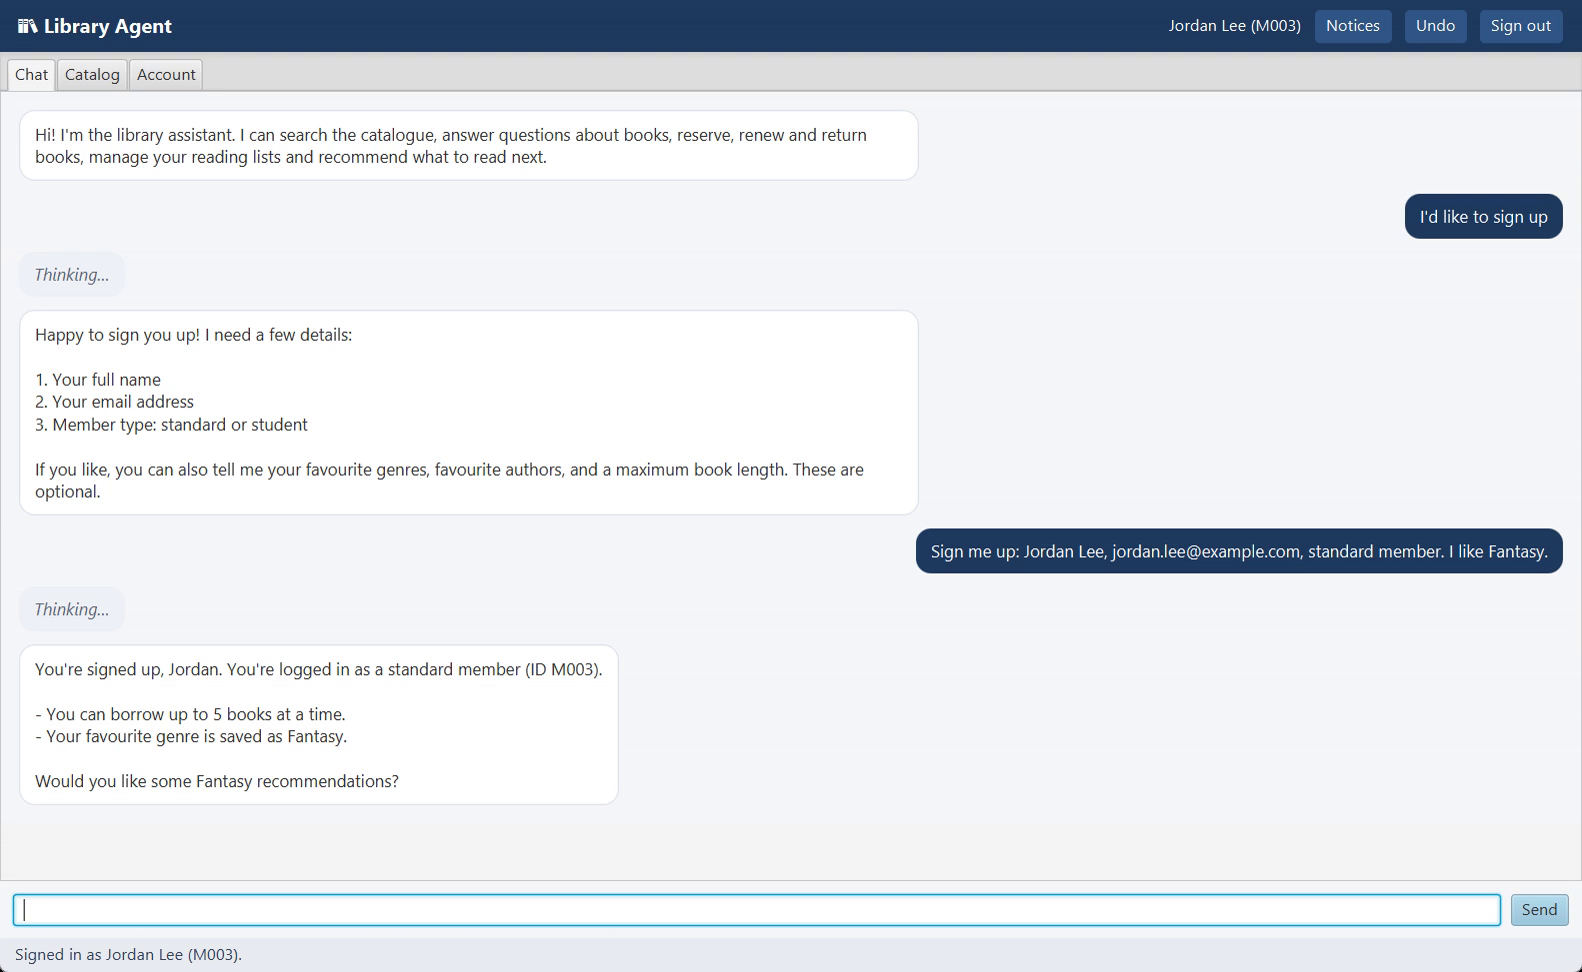 Library Agent
Jordan Lee (M003) Notices Undo Sign out
Chat Catalog Account
Hi! I'm the library assistant. I can search the catalogue, answer questions about books, reserve, renew and return
books, manage your reading lists and recommend what to read next.
I'd like to sign up
Thinking...
Happy to sign you up! I need a few details:
1. Your full name
2. Your email address
3. Member type: standard or student
If you like, you can also tell me your favourite genres, favourite authors, and a maximum book length. These are
optional.
Sign me up: Jordan Lee, jordan.lee@example.com, standard member. I like Fantasy.
Thinking...
You're signed up, Jordan. You're logged in as a standard member (ID M003).
- You can borrow up to 5 books at a time.
- Your favourite genre is saved as Fantasy.
Would you like some Fantasy recommendations?
Send
Signed in as Jordan Lee (M003).